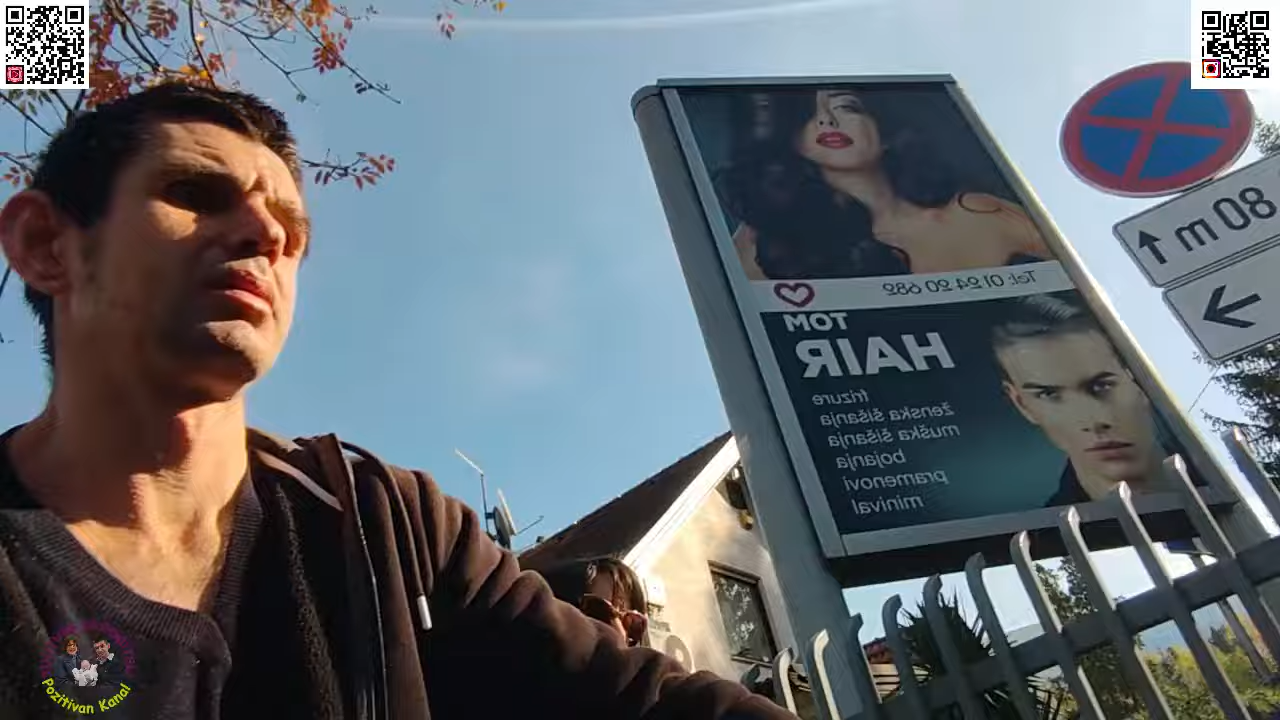 80 m
Tel: 01 24 20 682
TOM
HAIR
frizure
ženska šišanja
muška šišanja
bojanja
pramenovi
minival
Pozitivan Kanal